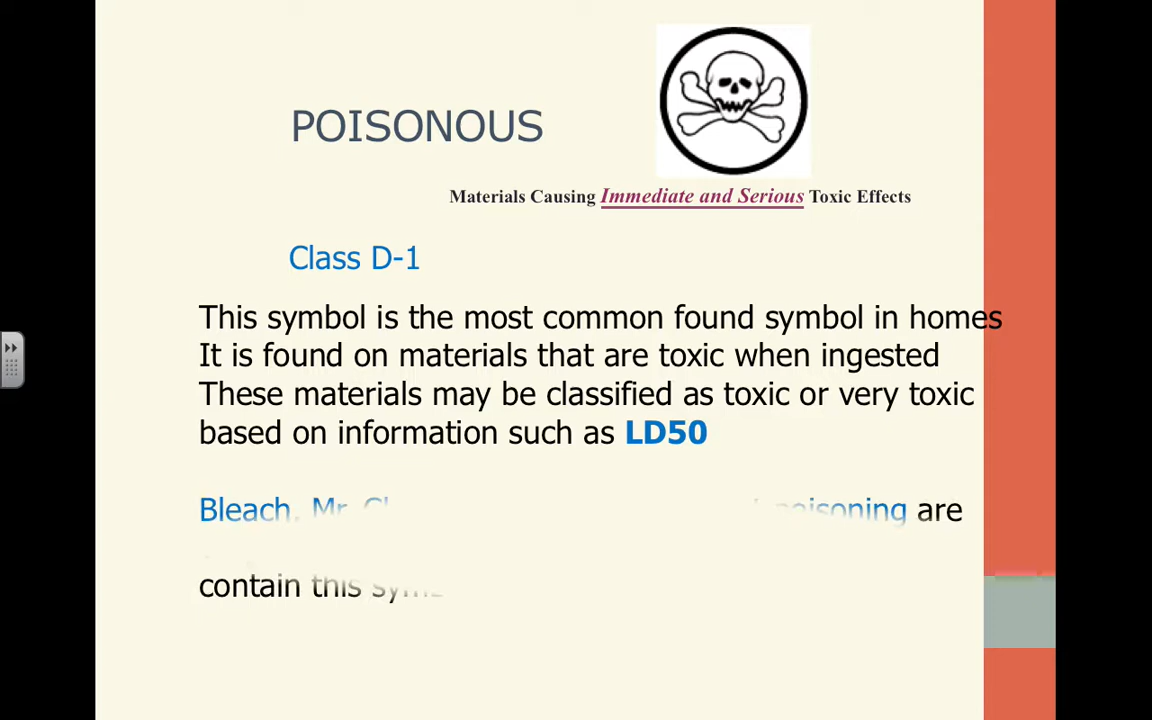 POISONOUS
Materials Causing Immediate and Serious Toxic Effects
Class D-1
This symbol is the most common found symbol in homes
It is found on materials that are toxic when ingested
These materials may be classified as toxic or very toxic
based on information such as LD50
Bleach, Mr. poisoning are
contain this